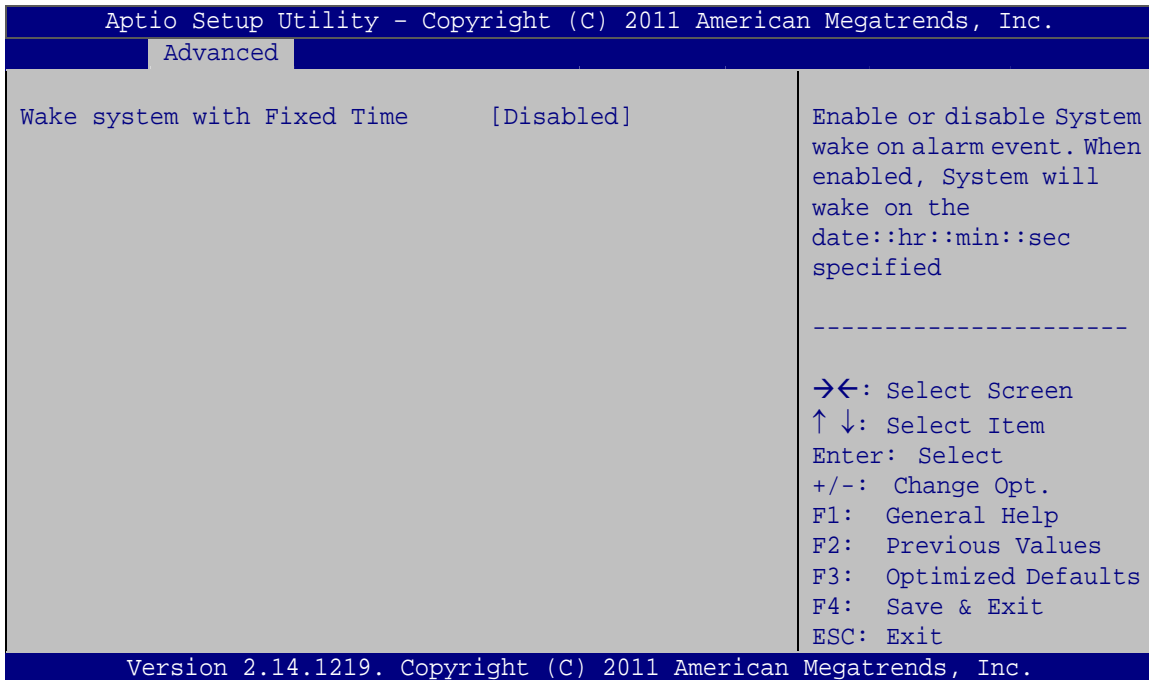 Aptio Setup Utility – Copyright (C) 2011 American Megatrends, Inc.
Advanced
Wake system with Fixed Time [Disabled]
Enable or disable System
wake on alarm event. When
enabled, System will
wake on the
date::hr::min::sec
specified
----------------------
→←: Select Screen
↑ ↓: Select Item
Enter: Select
+/-: Change Opt.
F1: General Help
F2: Previous Values
F3: Optimized Defaults
F4: Save & Exit
ESC: Exit
Version 2.14.1219. Copyright (C) 2011 American Megatrends, Inc.